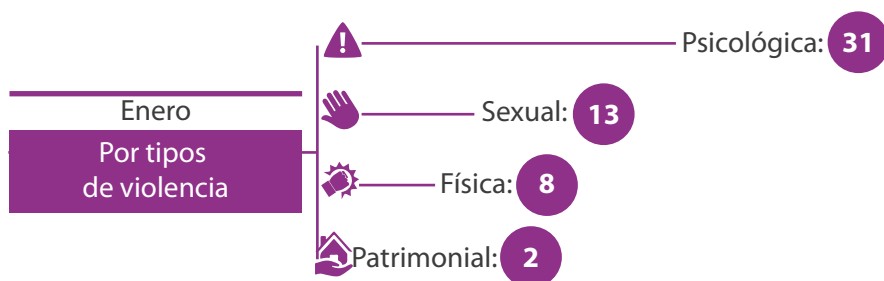 Enero
Por tipos
de violencia
Psicológica: 31
Sexual: 13
Física: 8
Patrimonial: 2